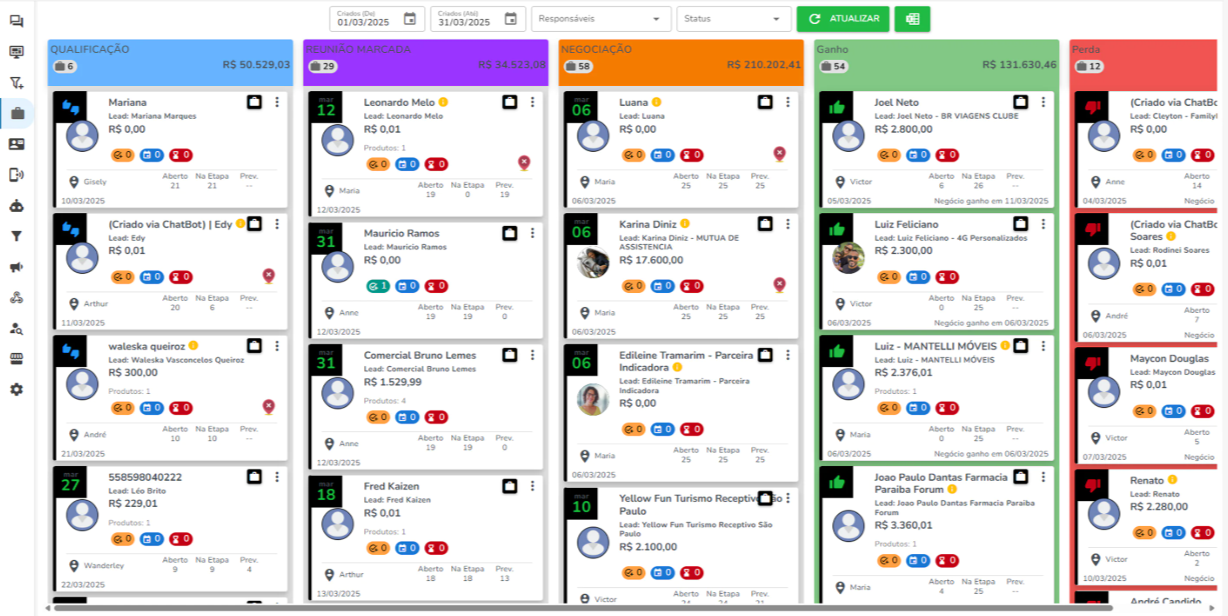 Criados (De)
01/03/2025
Criados (Até)
31/03/2025
Responsáveis
Status
ATUALIZAR
QUALIFICAÇÃO
6
R$ 50.529,03
Mariana
Lead: Mariana Marques
R$ 0,00
0 0 0
Gisely
Aberto Na Etapa Prev.
21 21 --
10/03/2025
(Criado via ChatBot) | Edy
Lead: Edy
R$ 0,01
0 0 0
Arthur
Aberto Na Etapa Prev.
20 6 --
11/03/2025
waleska queiroz
Lead: Waleska Vasconcelos Queiroz
R$ 300,00
Produtos: 1
0 0 0
André
Aberto Na Etapa Prev.
10 10 --
21/03/2025
mar
27
558598040222
Lead: Léo Brito
R$ 229,01
Produtos: 1
0 0 0
Wanderley
Aberto Na Etapa Prev.
9 9 4
22/03/2025
REUNIÃO MARCADA
29
R$ 34.523,08
mar
12
Leonardo Melo
Lead: Leonardo Melo
R$ 0,01
Produtos: 1
0 0 0
Maria
Aberto Na Etapa Prev.
19 0 19
12/03/2025
mar
31
Mauricio Ramos
Lead: Mauricio Ramos
R$ 0,00
1 0 0
Anne
Aberto Na Etapa Prev.
19 19 0
12/03/2025
mar
31
Comercial Bruno Lemes
Lead: Comercial Bruno Lemes
R$ 1.529,99
Produtos: 4
0 0 0
Anne
Aberto Na Etapa Prev.
19 19 0
12/03/2025
mar
18
Fred Kaizen
Lead: Fred Kaizen
R$ 0,01
Produtos: 1
0 0 0
Arthur
Aberto Na Etapa Prev.
18 18 13
13/03/2025
NEGOCIAÇÃO
58
R$ 210.202,41
mar
06
Luana
Lead: Luana
R$ 0,00
0 0 0
Maria
Aberto Na Etapa Prev.
25 25 25
06/03/2025
mar
06
Karina Diniz
Lead: Karina Diniz - MUTUA DE
ASSISTENCIA
R$ 17.600,00
0 0 0
Maria
Aberto Na Etapa Prev.
25 25 25
06/03/2025
mar
06
Edileine Tramarim - Parceira
Indicadora
Lead: Edileine Tramarim - Parceira
Indicadora
R$ 0,00
0 0 0
Maria
Aberto Na Etapa Prev.
25 25 25
06/03/2025
mar
10
Yellow Fun Turismo Receptivo São
Paulo
Lead: Yellow Fun Turismo Receptivo São
Paulo
R$ 2.100,00
0 0 0
Victor
Aberto Na Etapa Prev.
Ganho
54
R$ 131.630,46
Joel Neto
Lead: Joel Neto - BR VIAGENS CLUBE
R$ 2.800,00
0 0 0
Victor
Aberto Na Etapa Prev.
6 26 --
05/03/2025
Negócio ganho em 11/03/2025
Luiz Feliciano
Lead: Luiz Feliciano - 4G Personalizados
R$ 2.300,00
0 0 0
Victor
Aberto Na Etapa Prev.
0 25 --
06/03/2025
Negócio ganho em 06/03/2025
Luiz - MANTELLI MÓVEIS
Lead: Luiz - MANTELLI MÓVEIS
R$ 2.376,01
Produtos: 1
0 0 0
Maria
Aberto Na Etapa Prev.
0 25 --
06/03/2025
Negócio ganho em 06/03/2025
Joao Paulo Dantas Farmacia
Paraiba Forum
Lead: Joao Paulo Dantas Farmacia Paraiba
Forum
R$ 3.360,01
Produtos: 1
0 0 0
Maria
Aberto Na Etapa Prev.
4 25 --
Perda
12
(Criado via ChatBo
Lead: Cleyton - Family
R$ 0,00
0 0 0
Anne
Aberto
14
04/03/2025
Negócio
(Criado via ChatBo
Soares
Lead: Rodinei Soares
R$ 0,01
0 0 0
André
Aberto
7
06/03/2025
Negócio
Maycon Douglas
Lead: Maycon Douglas
R$ 0,01
0 0 0
Victor
Aberto
5
07/03/2025
Negócio
Renato
Lead: Renato
R$ 2.280,00
0 0 0
Victor
Aberto
2
10/03/2025
Negócio
André Candido